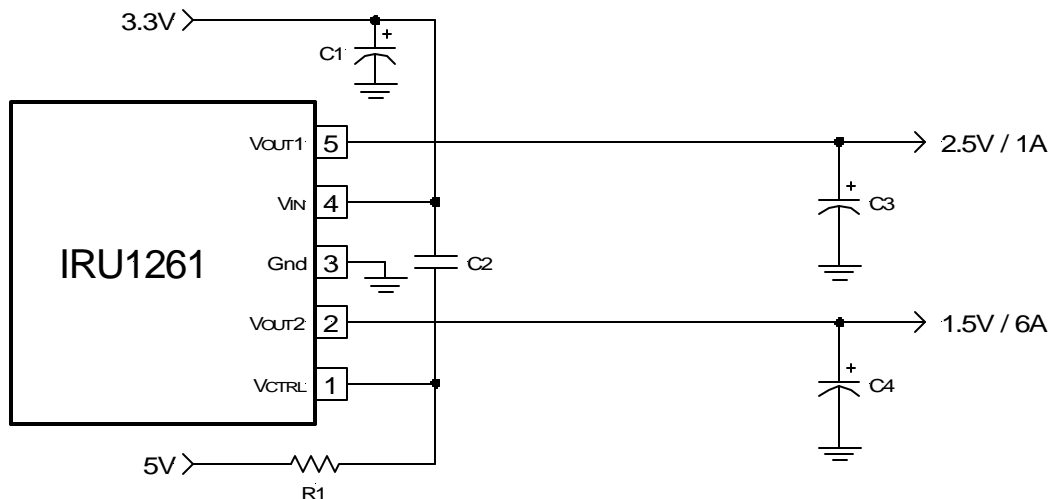 3.3V
C1
+
VOUT1
5
2.5V / 1A
VIN
4
+
C3
IRU1261
Gnd
3
C2
VOUT2
2
1.5V / 6A
VCTRL
1
+
C4
5V
R1